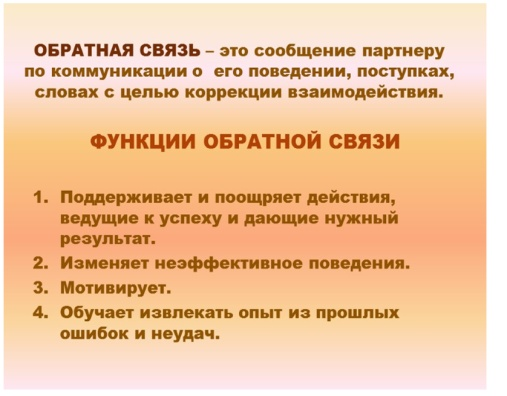 ОБРАТНАЯ СВЯЗЬ – это сообщение партнеру
по коммуникации о его поведении, поступках,
словах с целью коррекции взаимодействия.
ФУНКЦИИ ОБРАТНОЙ СВЯЗИ
1. Поддерживает и поощряет действия,
ведущие к успеху и дающие нужный
результат.
2. Изменяет неэффективное поведения.
3. Мотивирует.
4. Обучает извлекать опыт из прошлых
ошибок и неудач.